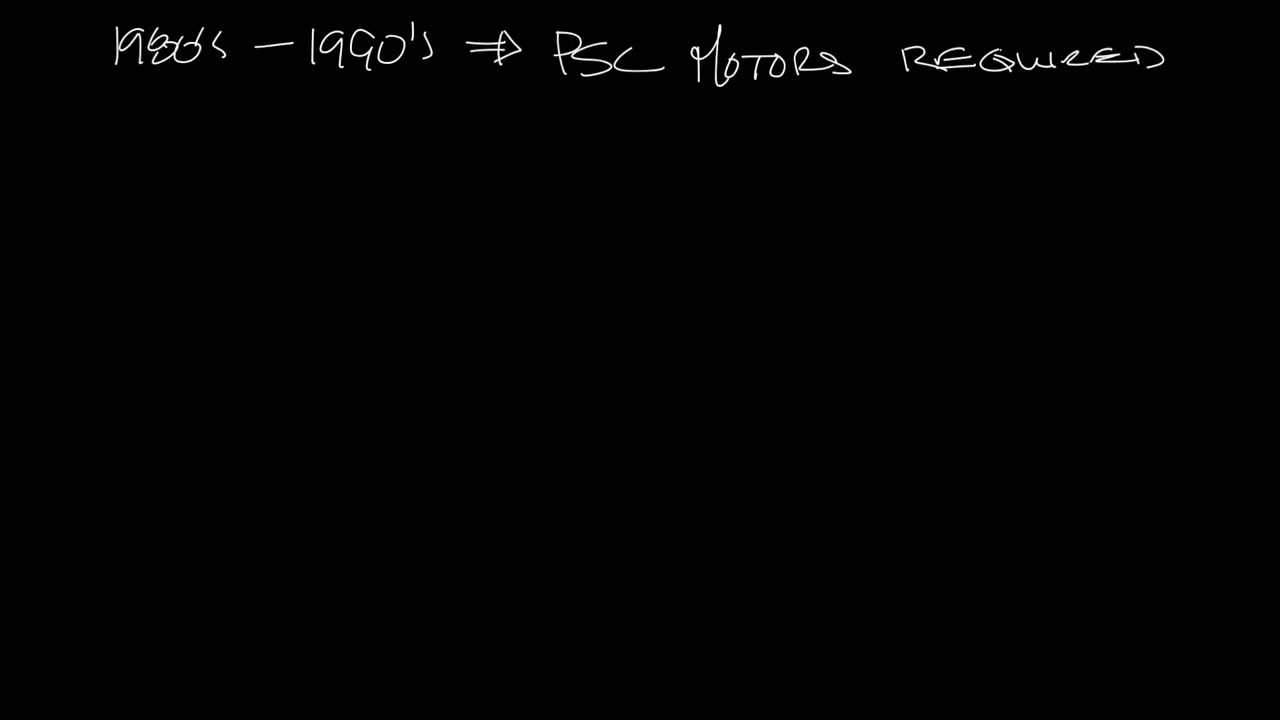 1980's — 1990's ⇒ PSC MOTORS REQUIRED